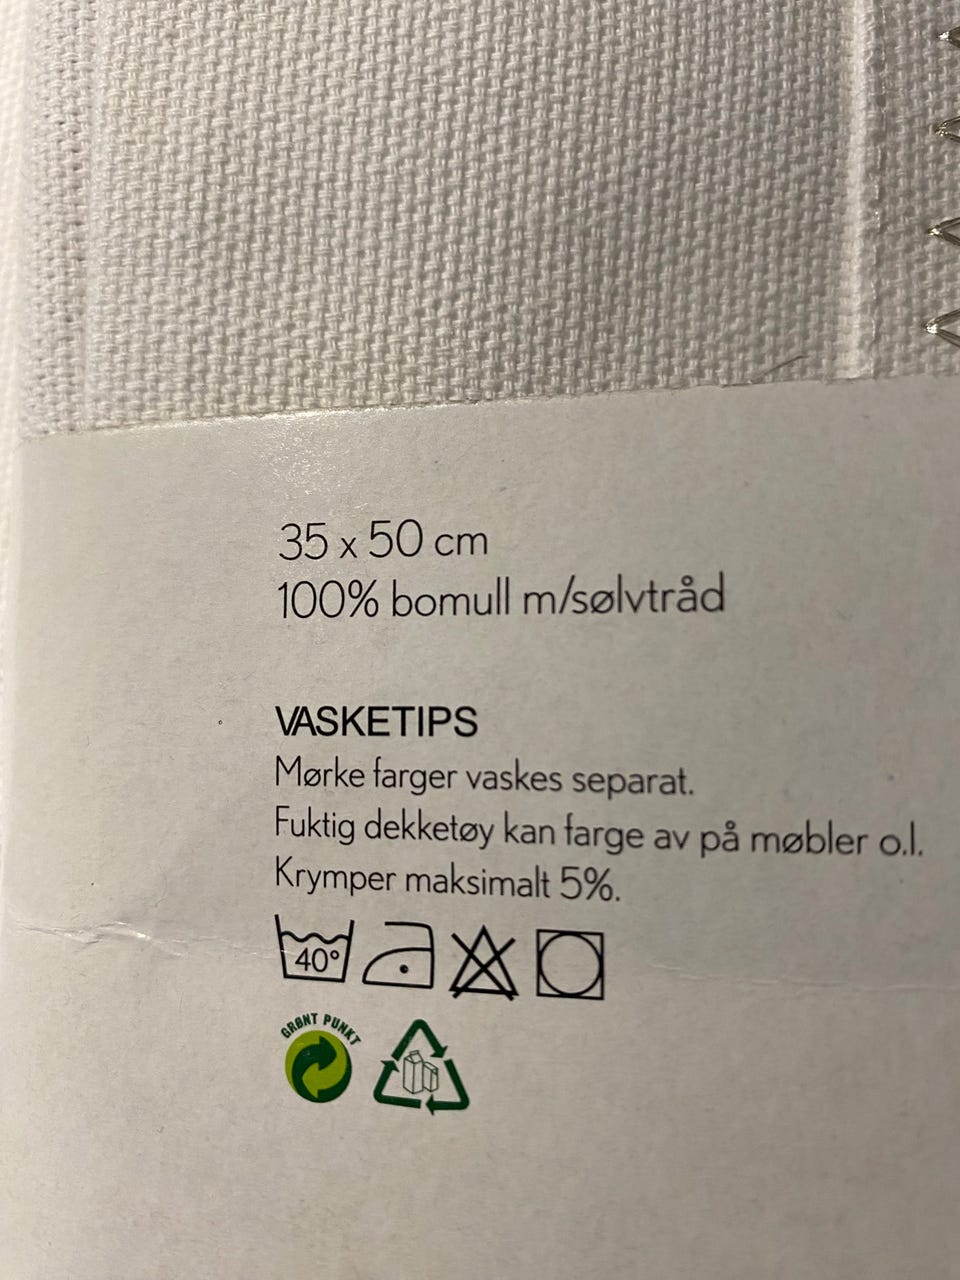 35 x 50 cm
100% bomull m/sølvtråd
VASKETIPS
Mørke farger vaskes separat.
Fuktig dekketøy kan farge av på møbler o.l.
Krymper maksimalt 5%.
40°
GRØNT PUNKT